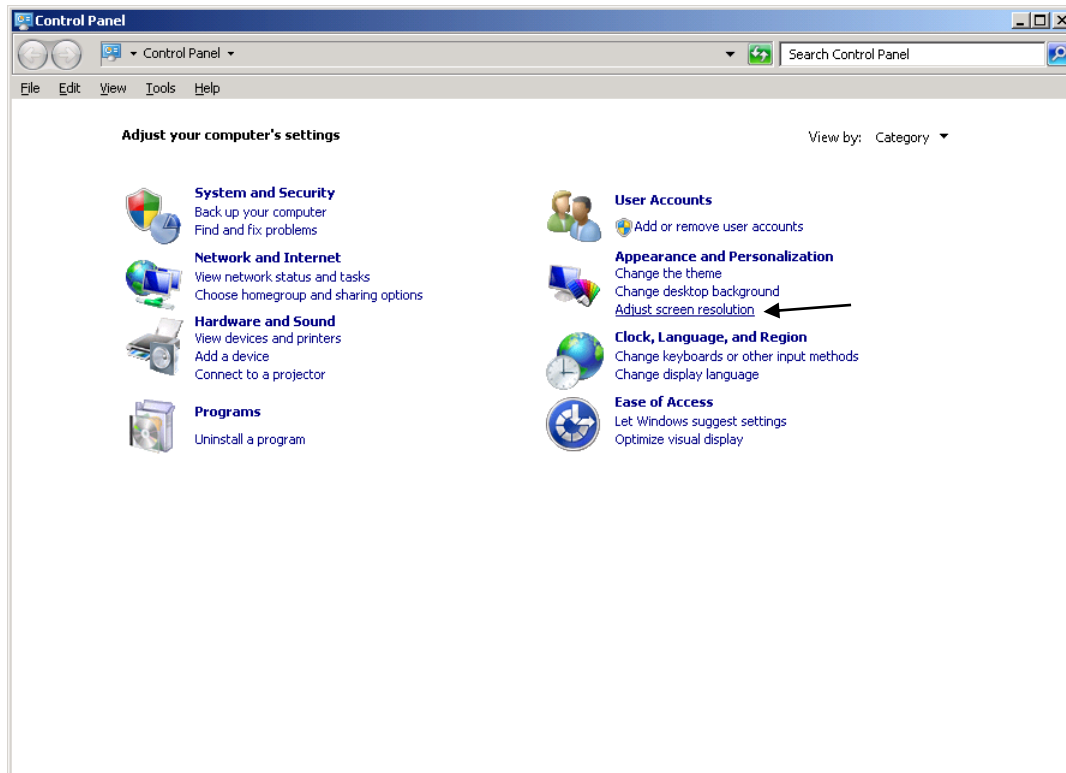 Control Panel
Control Panel
Search Control Panel
File Edit View Tools Help
Adjust your computer's settings
View by: Category
System and Security
Back up your computer
Find and fix problems
Network and Internet
View network status and tasks
Choose homegroup and sharing options
Hardware and Sound
View devices and printers
Add a device
Connect to a projector
Programs
Uninstall a program
User Accounts
Add or remove user accounts
Appearance and Personalization
Change the theme
Change desktop background
Adjust screen resolution
Clock, Language, and Region
Change keyboards or other input methods
Change display language
Ease of Access
Let Windows suggest settings
Optimize visual display